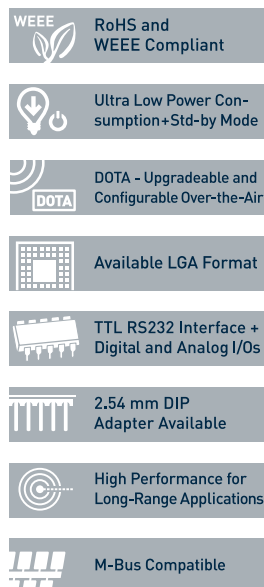 WEEE
RoHS and
WEEE Compliant
Ultra Low Power Con-
sumption+Std-by Mode
DOTA - Upgradeable and
Configurable Over-the-Air
DOTA
Available LGA Format
TTL RS232 Interface +
Digital and Analog I/Os
2.54 mm DIP
Adapter Available
High Performance for
Long-Range Applications
M-Bus Compatible